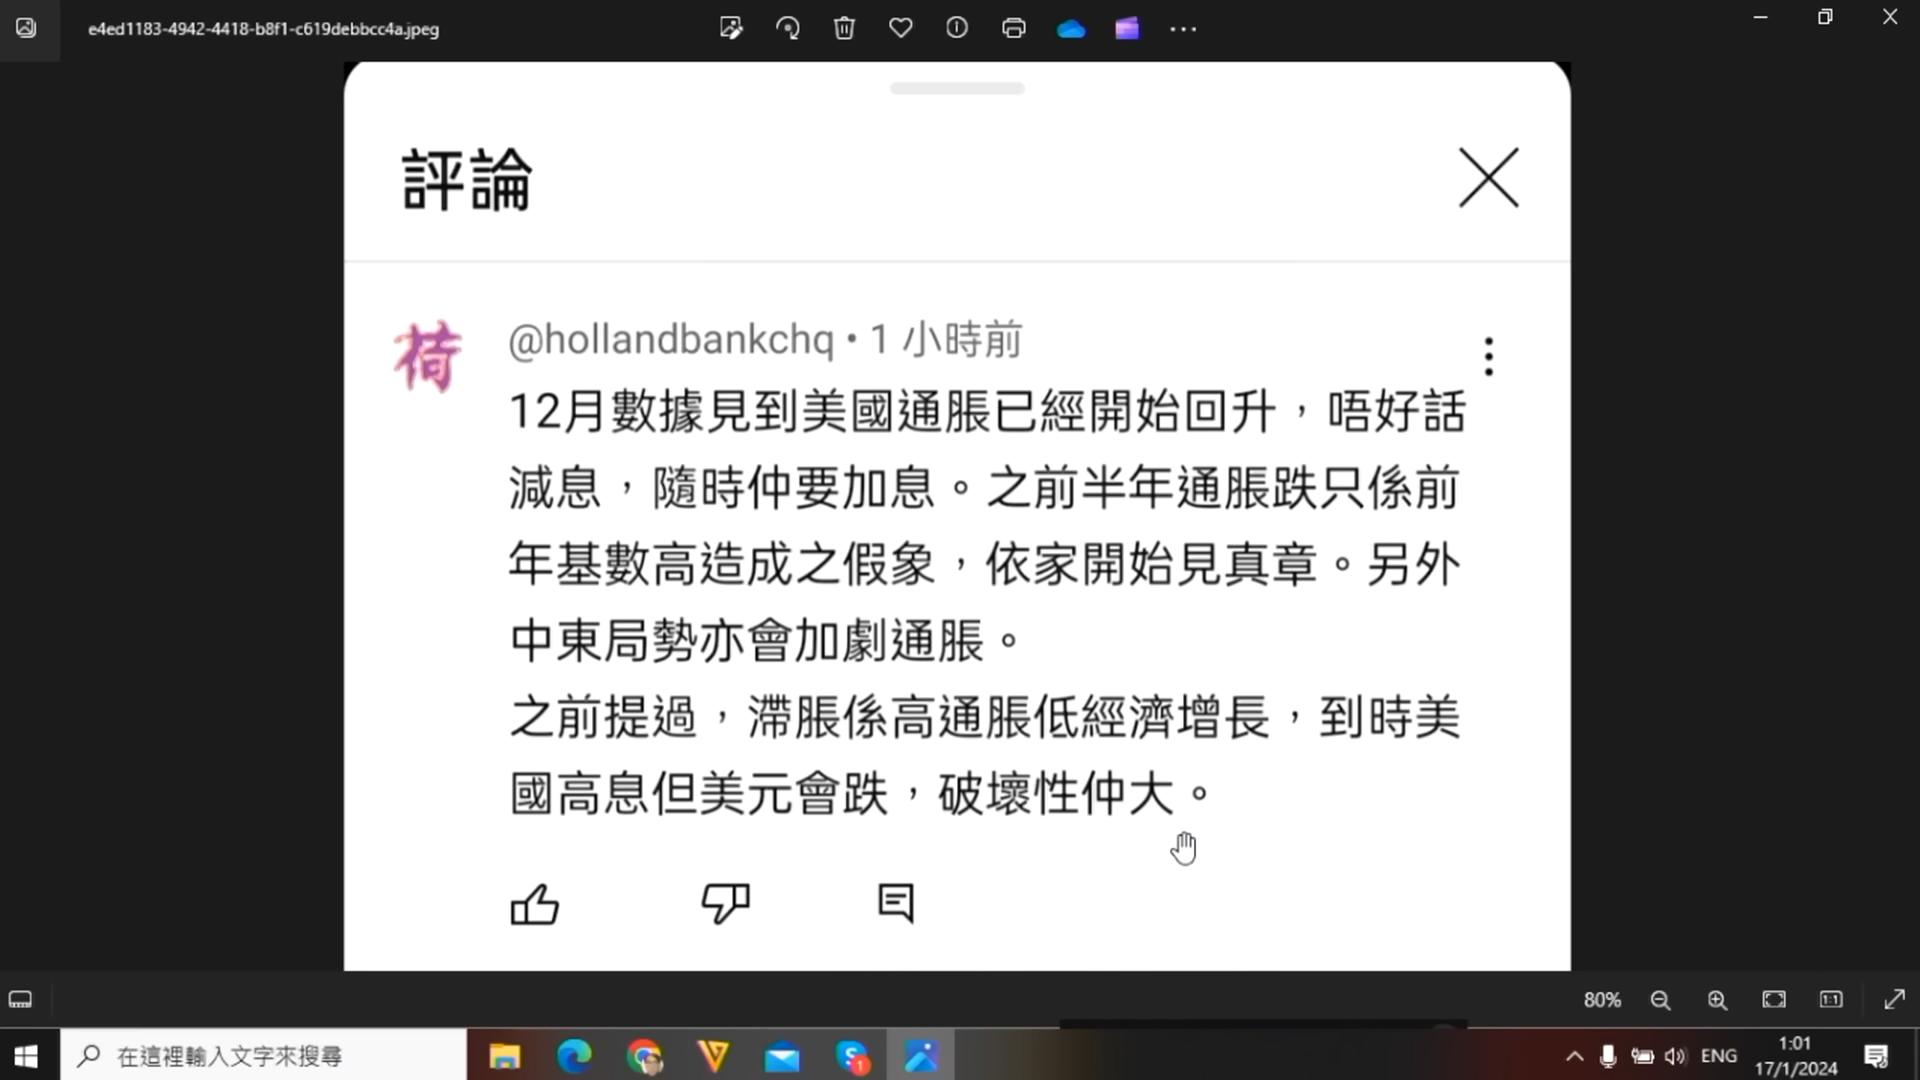 e4ed1183-4942-4418-b8f1-c619debbcc4a.jpeg
評論
荷
@hollandbankchq • 1 小時前
12月數據見到美國通脹已經開始回升，唔好話
減息，隨時仲要加息。之前半年通脹跌只係前
年基數高造成之假象，依家開始見真章。另外
中東局勢亦會加劇通脹。
之前提過，滯脹係高通脹低經濟增長，到時美
國高息但美元會跌，破壞性仲大。
80%
1:1
在這裡輸入文字來搜尋
1
ENG
1:01
17/1/2024